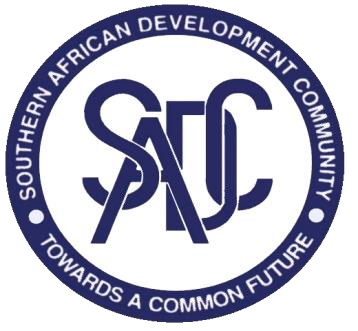 SOUTHERN AFRICAN DEVELOPMENT COMMUNITY
SADC
TOWARDS A COMMON FUTURE